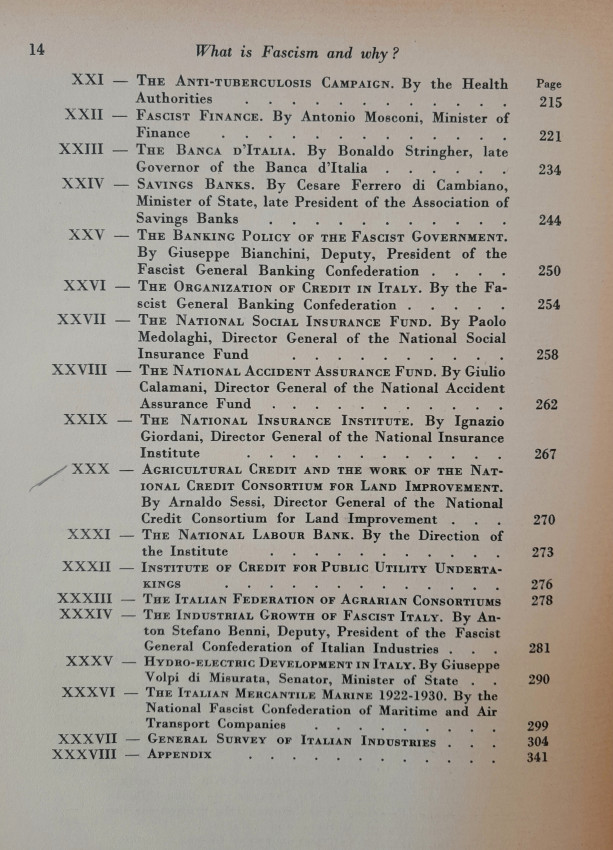 14 What is Fascism and why ?
Page
XXI — The Anti-tuberculosis Campaign. By the Health
Authorities . . . . . . . . . . . . . 215
XXII — Fascist Finance. By Antonio Mosconi, Minister of
Finance . . . . . . . . . . . . . . 221
XXIII — The Banca d'Italia. By Bonaldo Stringher, late
Governor of the Banca d'Italia . . . . . . 234
XXIV — Savings Banks. By Cesare Ferrero di Cambiano,
Minister of State, late President of the Association of
Savings Banks . . . . . . . . . . . . 244
XXV — The Banking Policy of the Fascist Government.
By Giuseppe Bianchini, Deputy, President of the
Fascist General Banking Confederation . . . . 250
XXVI — The Organization of Credit in Italy. By the Fa-
scist General Banking Confederation . . . . . 254
XXVII — The National Social Insurance Fund. By Paolo
Medolaghi, Director General of the National Social
Insurance Fund . . . . . . . . . . 258
XXVIII — The National Accident Assurance Fund. By Giulio
Calamani, Director General of the National Accident
Assurance Fund . . . . . . . . . . . 262
XXIX — The National Insurance Institute. By Ignazio
Giordani, Director General of the National Insurance
Institute . . . . . . . . . . . . 267
XXX — Agricultural Credit and the work of the Nat-
ional Credit Consortium for Land Improvement.
By Arnaldo Sessi, Director General of the National
Credit Consortium for Land Improvement . . . 270
XXXI — The National Labour Bank. By the Direction of
the Institute . . . . . . . . . . . 273
XXXII — Institute of Credit for Public Utility Underta-
kings . . . . . . . . . . . . . 276
XXXIII — The Italian Federation of Agrarian Consortiums 278
XXXIV — The Industrial Growth of Fascist Italy. By An-
ton Stefano Benni, Deputy, President of the Fascist
General Confederation of Italian Industries . . . 281
XXXV — Hydro-electric Development in Italy. By Giuseppe
Volpi di Misurata, Senator, Minister of State . . 290
XXXVI — The Italian Mercantile Marine 1922-1930. By the
National Fascist Confederation of Maritime and Air
Transport Companies . . . . . . . . . 299
XXXVII — General Survey of Italian Industries . . . 304
XXXVIII — Appendix . . . . . . . . . . . . 341